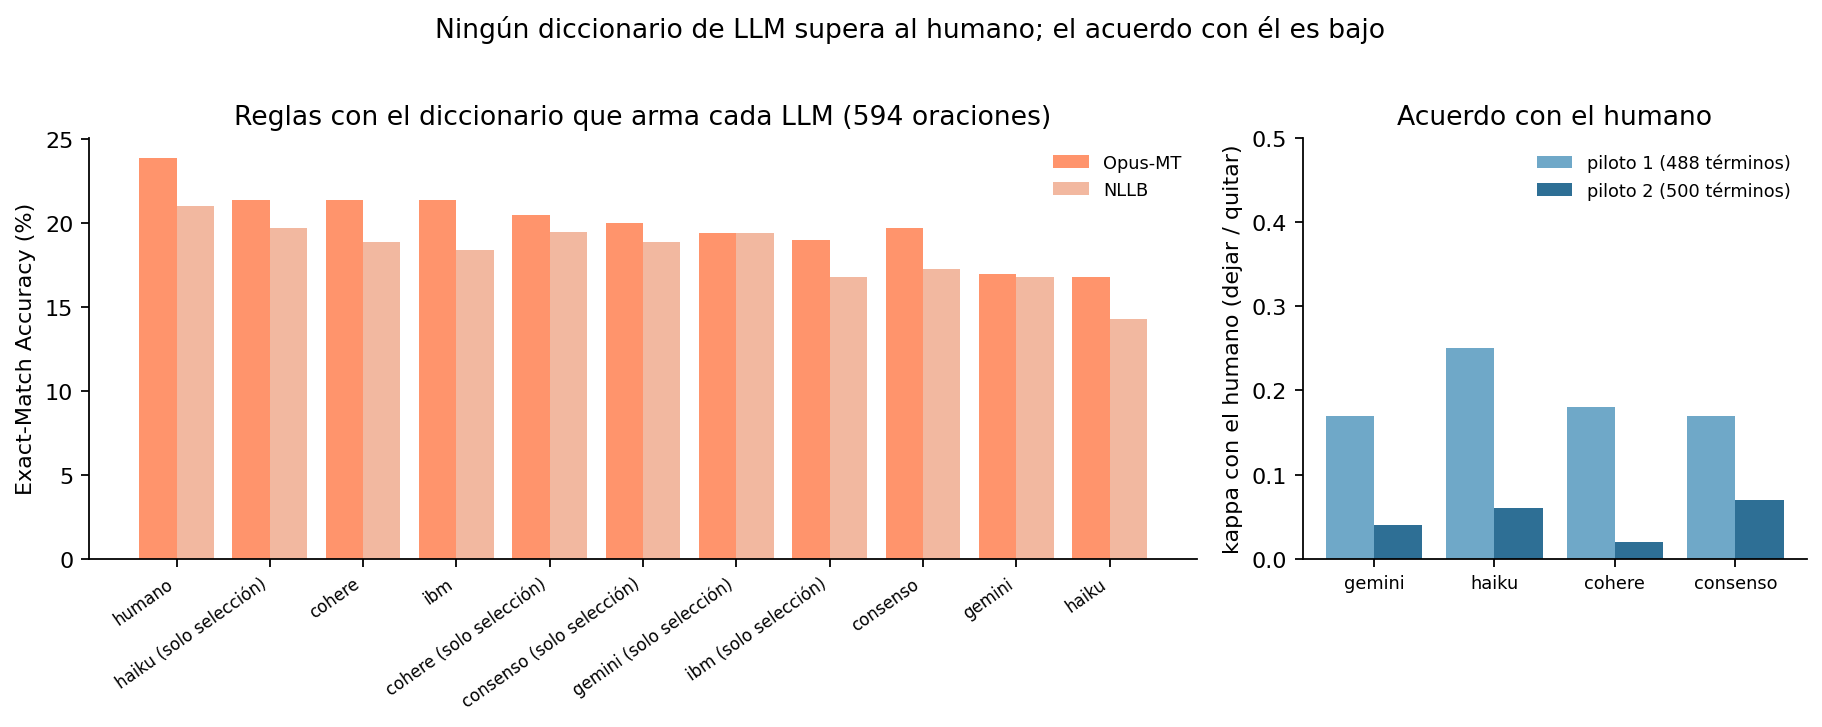 Ningún diccionario de LLM supera al humano; el acuerdo con él es bajo
Reglas con el diccionario que arma cada LLM (594 oraciones)
Exact-Match Accuracy (%)
25
20
15
10
5
0
Opus-MT
NLLB
humano
haiku (solo selección)
cohere
ibm
cohere (solo selección)
consenso (solo selección)
gemini (solo selección)
ibm (solo selección)
consenso
gemini
haiku
Acuerdo con el humano
kappa con el humano (dejar / quitar)
0.5
0.4
0.3
0.2
0.1
0.0
piloto 1 (488 términos)
piloto 2 (500 términos)
gemini
haiku
cohere
consenso